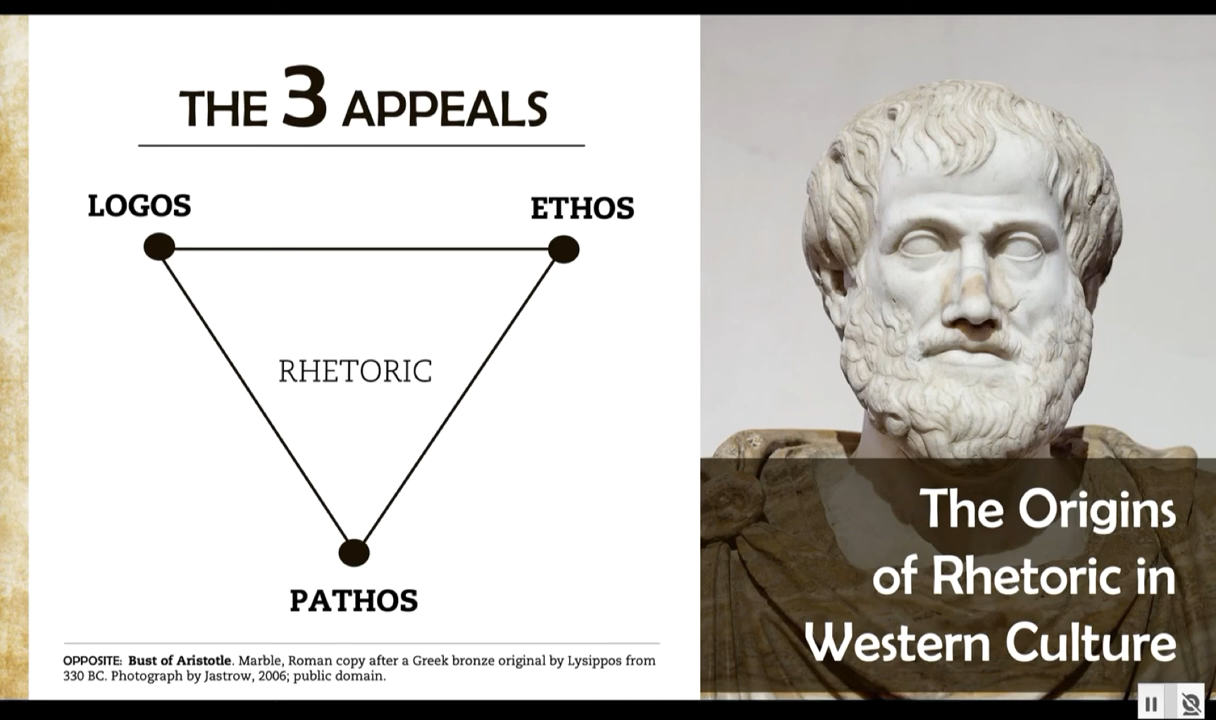 THE 3 APPEALS
LOGOS
ETHOS
RHETORIC
PATHOS
OPPOSITE: Bust of Aristotle. Marble, Roman copy after a Greek bronze original by Lysippos from
330 BC. Photograph by Jastrow, 2006; public domain.
The Origins
of Rhetoric in
Western Culture